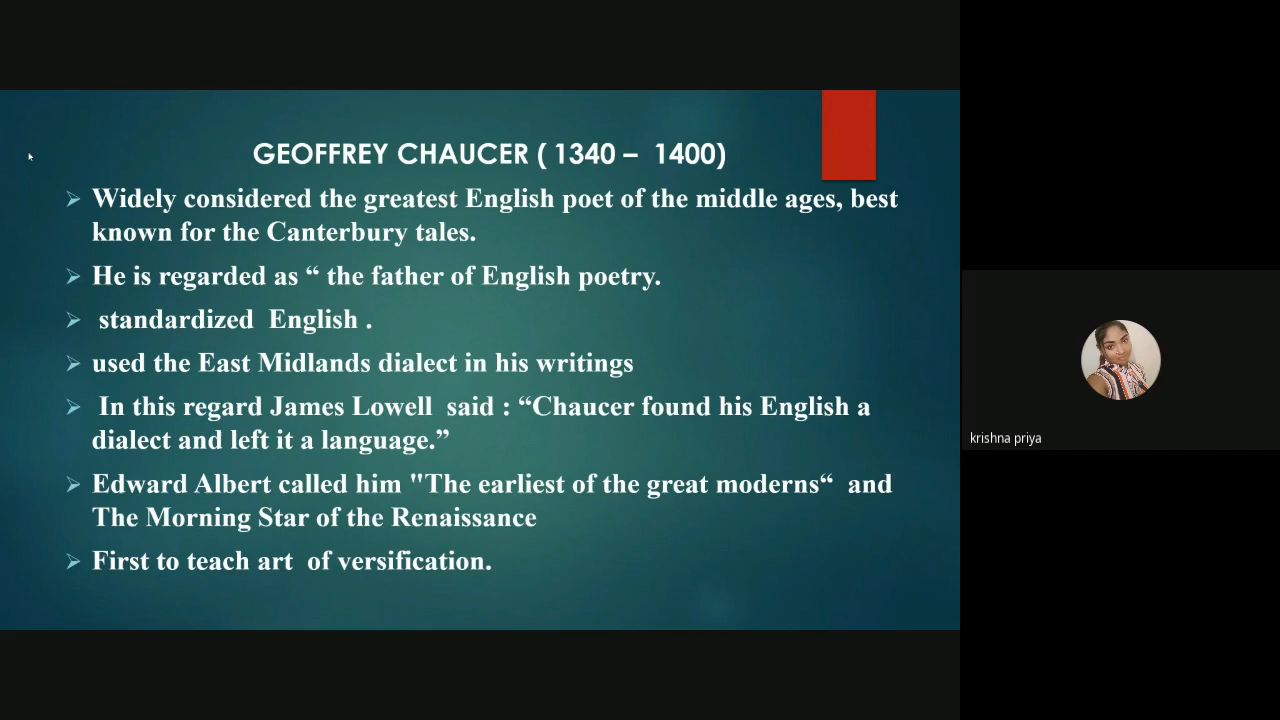 GEOFFREY CHAUCER ( 1340 –  1400)
Widely considered the greatest English poet of the middle ages, best
known for the Canterbury tales.
He is regarded as “ the father of English poetry.
standardized  English .
used the East Midlands dialect in his writings
In this regard James Lowell  said : “Chaucer found his English a
dialect and left it a language.”
Edward Albert called him "The earliest of the great moderns“  and
The Morning Star of the Renaissance
First to teach art  of versification.
krishna priya